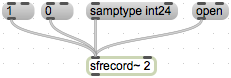 1 0 samptype int24 open
sfrecord~ 2